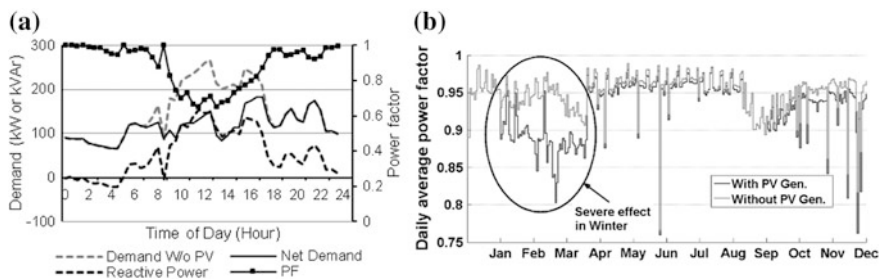 (a)
300
200
100
0
-100
Demand (kW or kVAr)
1
0.8
0.6
0.4
0.2
0
Power factor
0 2 4 6 8 10 12 14 16 18 20 22 24
Time of Day (Hour)
Demand W/o PV
Net Demand
Reactive Power
PF
(b)
1
0.95
0.9
0.85
0.8
0.75
Daily average power factor
Severe effect
in Winter
With PV Gen.
Without PV Gen.
Jan Feb Mar Apr May Jun Jul Aug Sep Oct Nov Dec